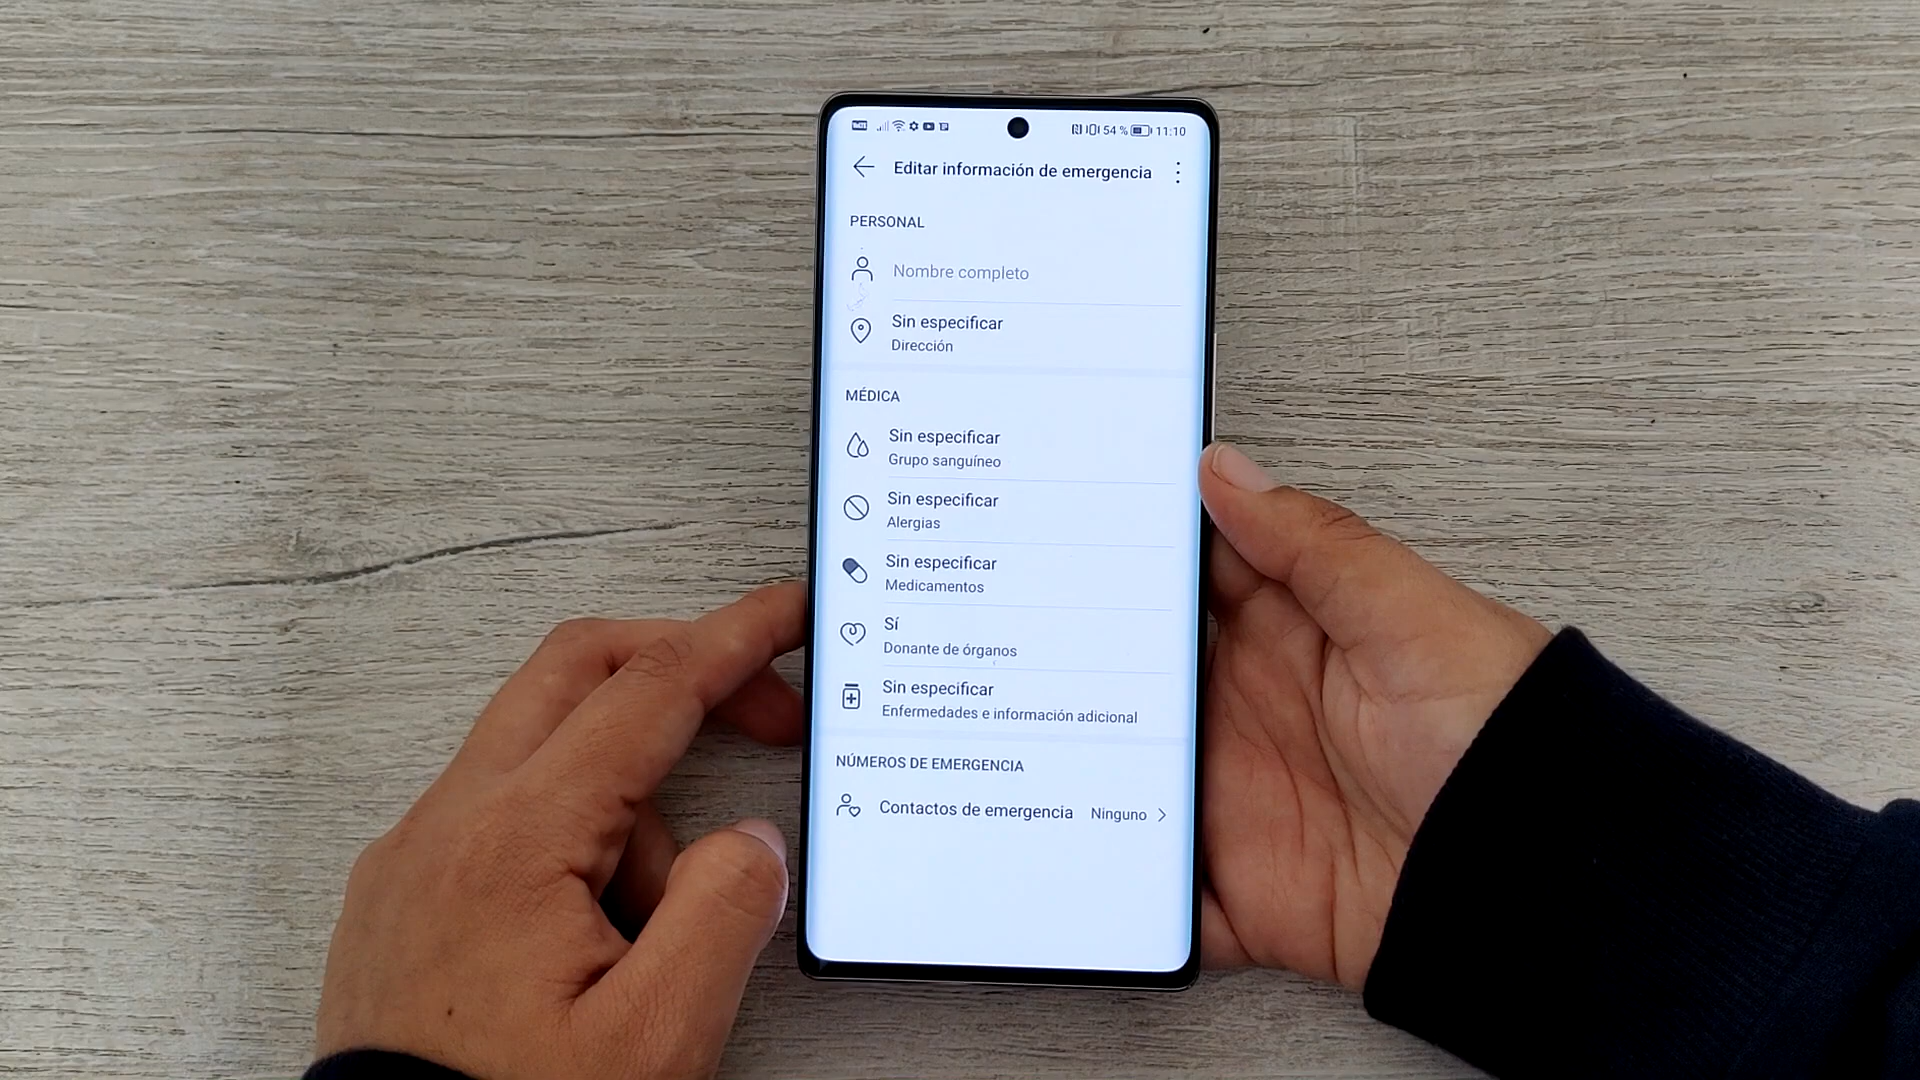 54 % 11:10
Editar información de emergencia
PERSONAL
Nombre completo
Sin especificar
Dirección
MÉDICA
Sin especificar
Grupo sanguíneo
Sin especificar
Alergias
Sin especificar
Medicamentos
Sí
Donante de órganos
Sin especificar
Enfermedades e información adicional
NÚMEROS DE EMERGENCIA
Contactos de emergencia Ninguno